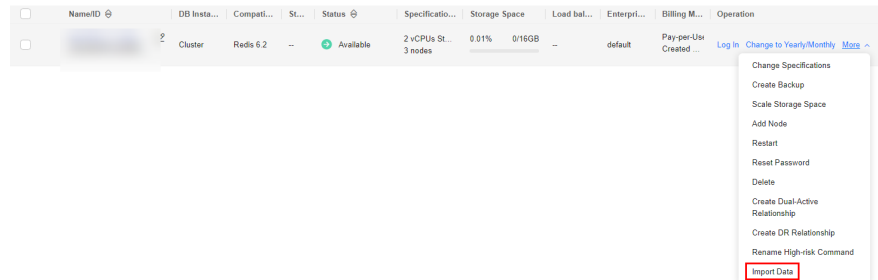 Name/ID DB Insta... Compati... St... Status Specificatio... Storage Space Load bal... Enterpri... Billing M... Operation
Cluster Redis 6.2 -- Available 2 vCPUs St... 0.01% 0/16GB -- default Pay-per-Use Log In Change to Yearly/Monthly More
3 nodes Created ...
Change Specifications
Create Backup
Scale Storage Space
Add Node
Restart
Reset Password
Delete
Create Dual-Active
Relationship
Create DR Relationship
Rename High-risk Command
Import Data